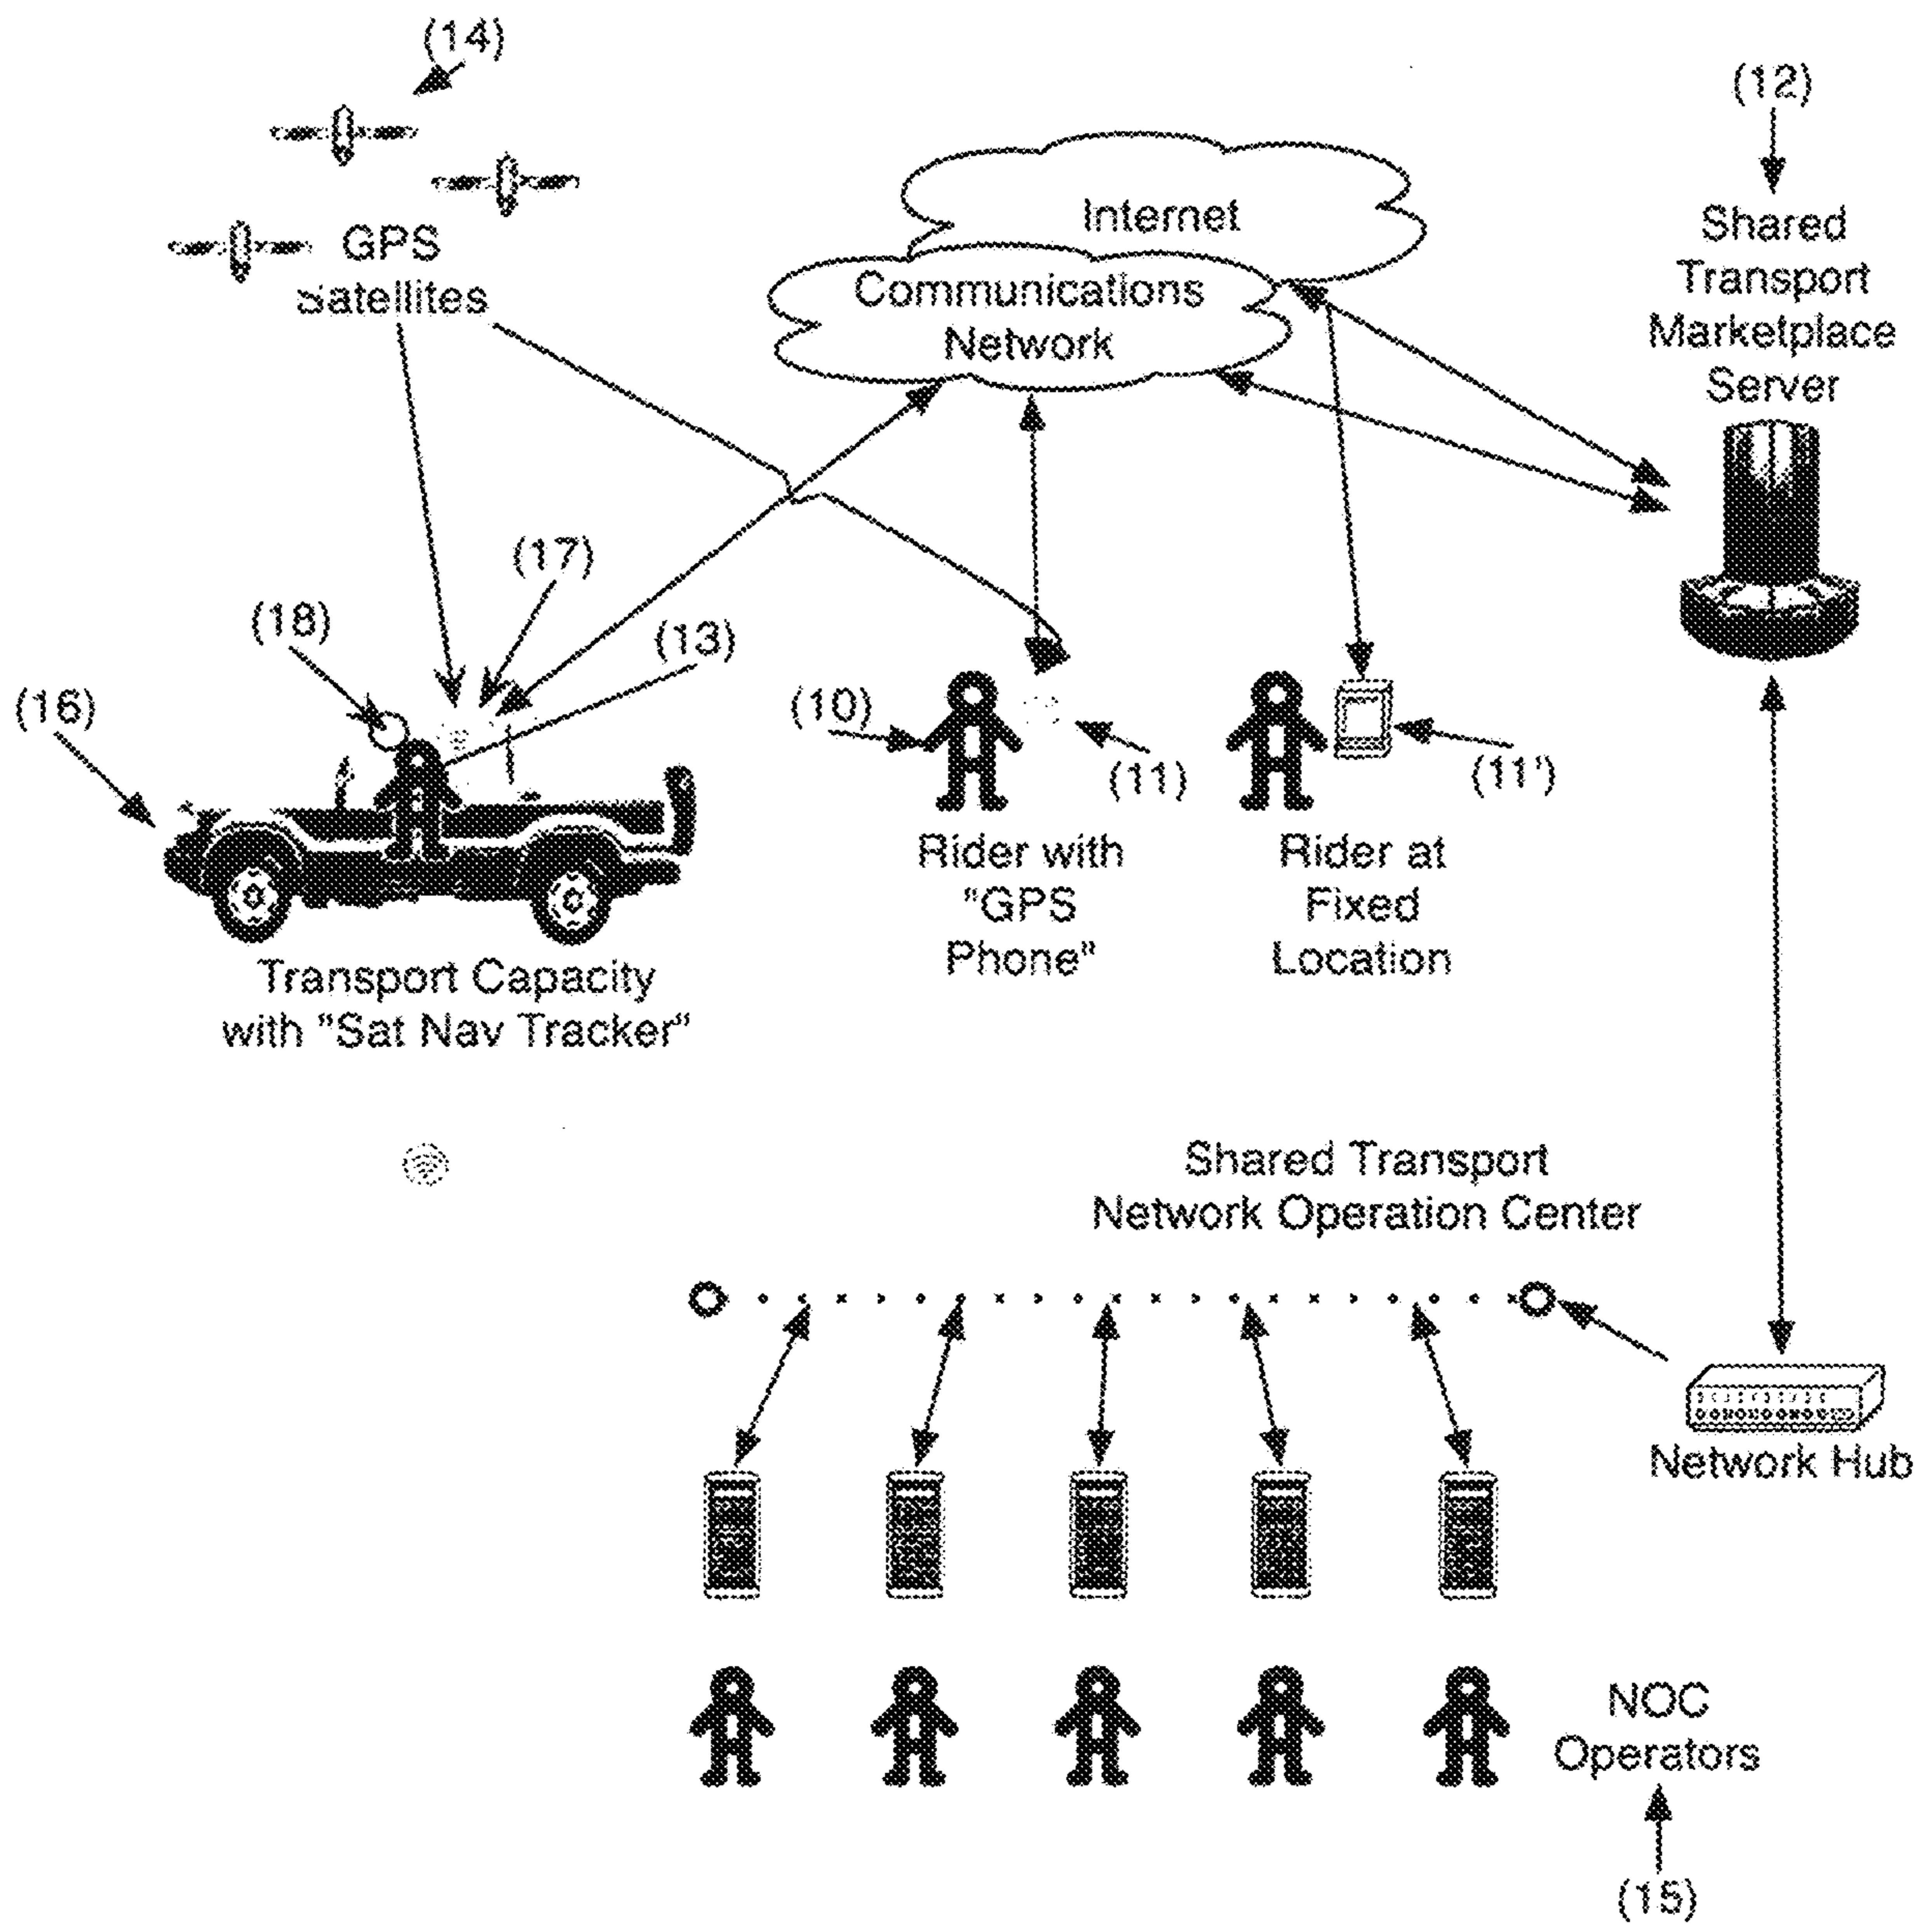 (14)
(12)
GPS
Satellites
Internet
Communications
Network
Shared
Transport
Marketplace
Server
(17)
(18)
(13)
(16)
(10)
(11)
(11')
Rider with
"GPS
Phone"
Rider at
Fixed
Location
Transport Capacity
with "Sat Nav Tracker"
Shared Transport
Network Operation Center
Network Hub
NOC
Operators
(15)